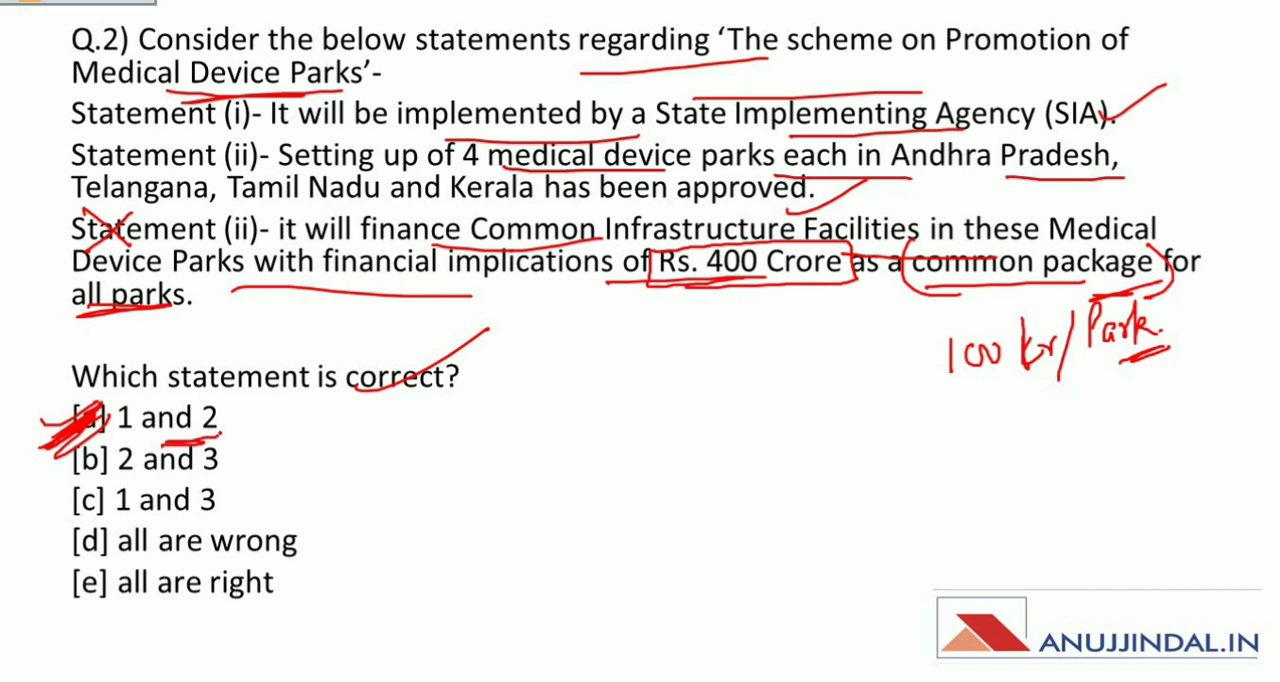 Q.2) Consider the below statements regarding ‘The scheme on Promotion of
Medical Device Parks’-
Statement (i)- It will be implemented by a State Implementing Agency (SIA).
Statement (ii)- Setting up of 4 medical device parks each in Andhra Pradesh,
Telangana, Tamil Nadu and Kerala has been approved.
Statement (ii)- it will finance Common Infrastructure Facilities in these Medical
Device Parks with financial implications of Rs. 400 Crore as a common package for
all parks.
100 kr/ Park.
Which statement is correct?
[a] 1 and 2
[b] 2 and 3
[c] 1 and 3
[d] all are wrong
[e] all are right
ANUJJINDAL.IN